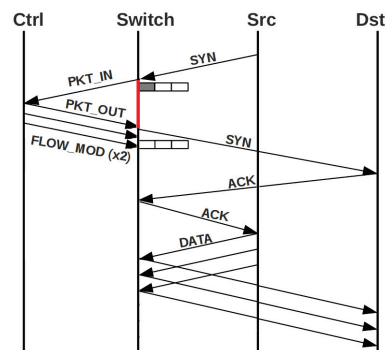 Ctrl Switch Src Dst
SYN
PKT_IN
PKT_OUT
SYN
FLOW_MOD (x2)
ACK
ACK
DATA